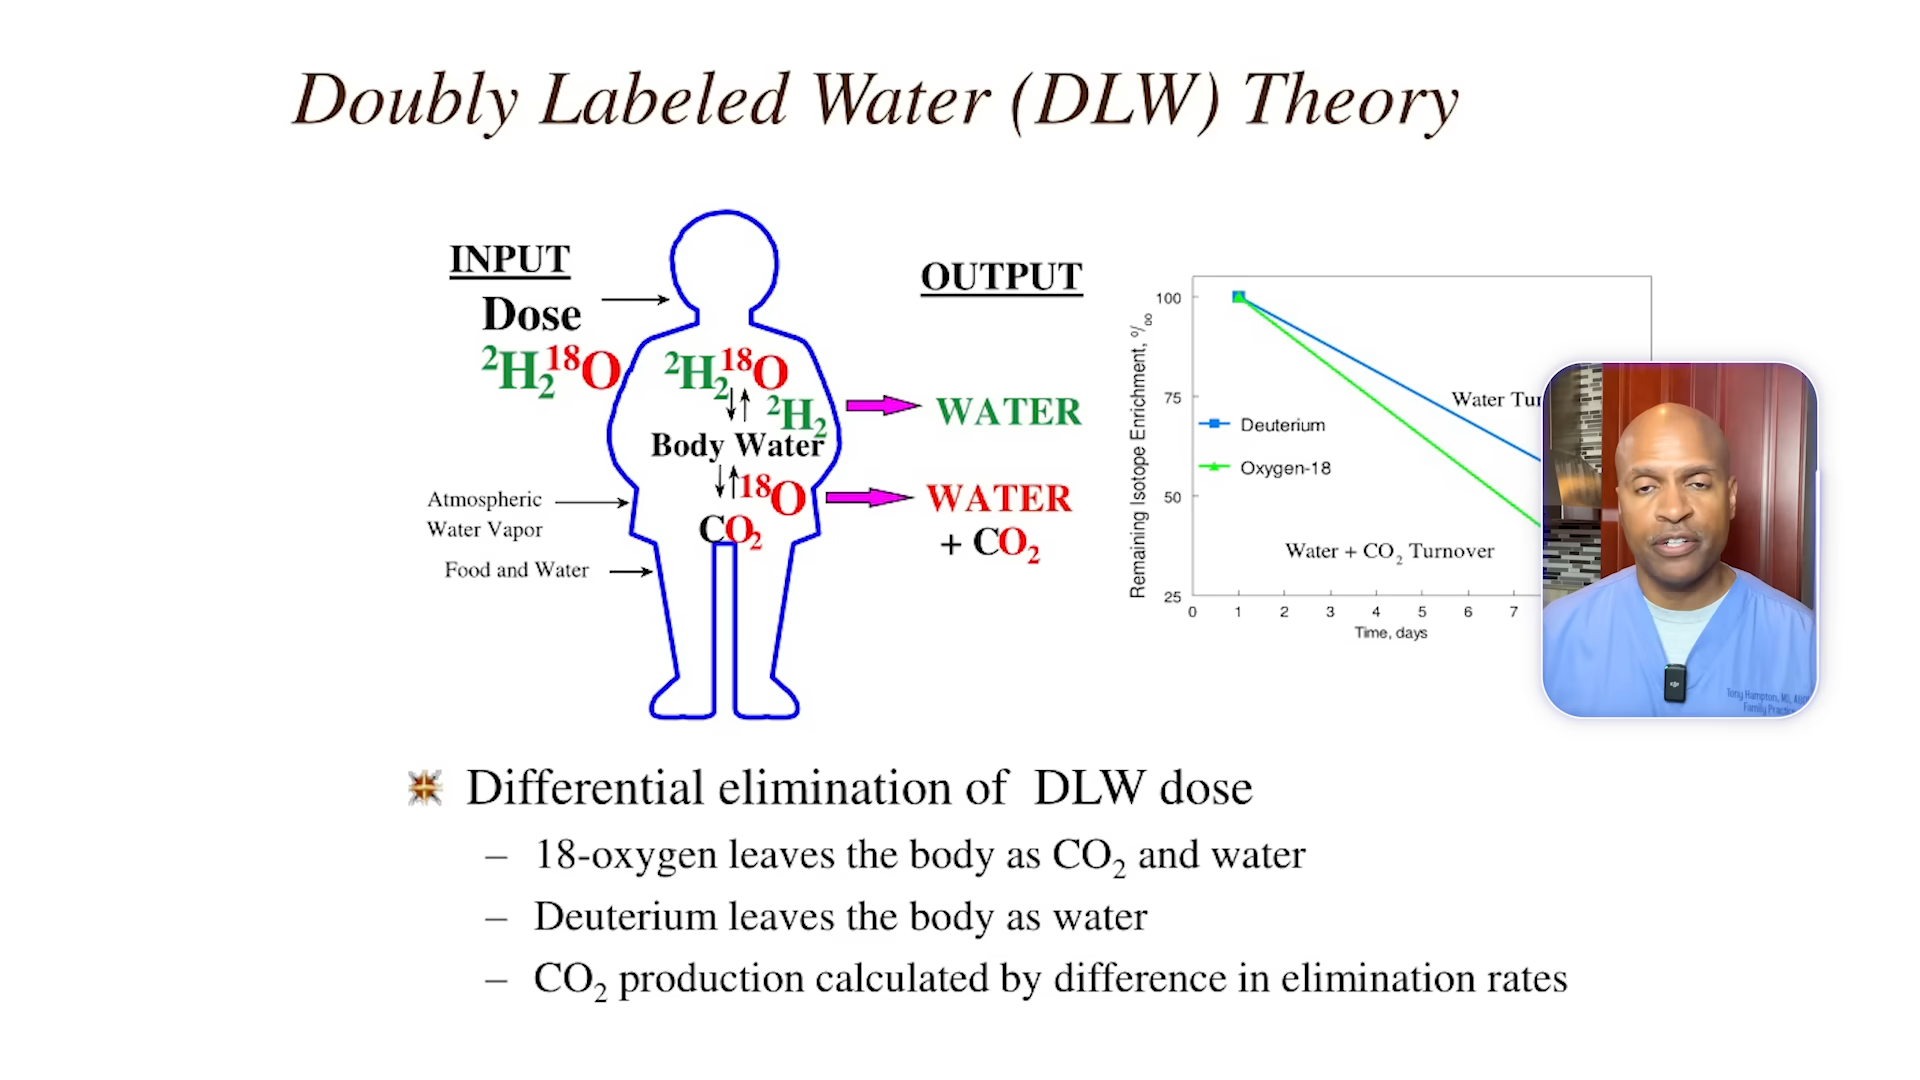 Doubly Labeled Water (DLW) Theory
INPUT
Dose
²H₂¹⁸O
²H₂¹⁸O
²H₂
Body Water
¹⁸O
CO₂
Atmospheric
Water Vapor
Food and Water
OUTPUT
WATER
WATER
+ CO₂
Remaining Isotope Enrichment, ‰
100
75
50
25
Water
Deuterium
Oxygen-18
Water + CO₂ Turnover
0 1 2 3 4 5 6 7
Time, days
Tony Hampton, MD,
Family
Differential elimination of DLW dose
– 18-oxygen leaves the body as CO₂ and water
– Deuterium leaves the body as water
– CO₂ production calculated by difference in elimination rates